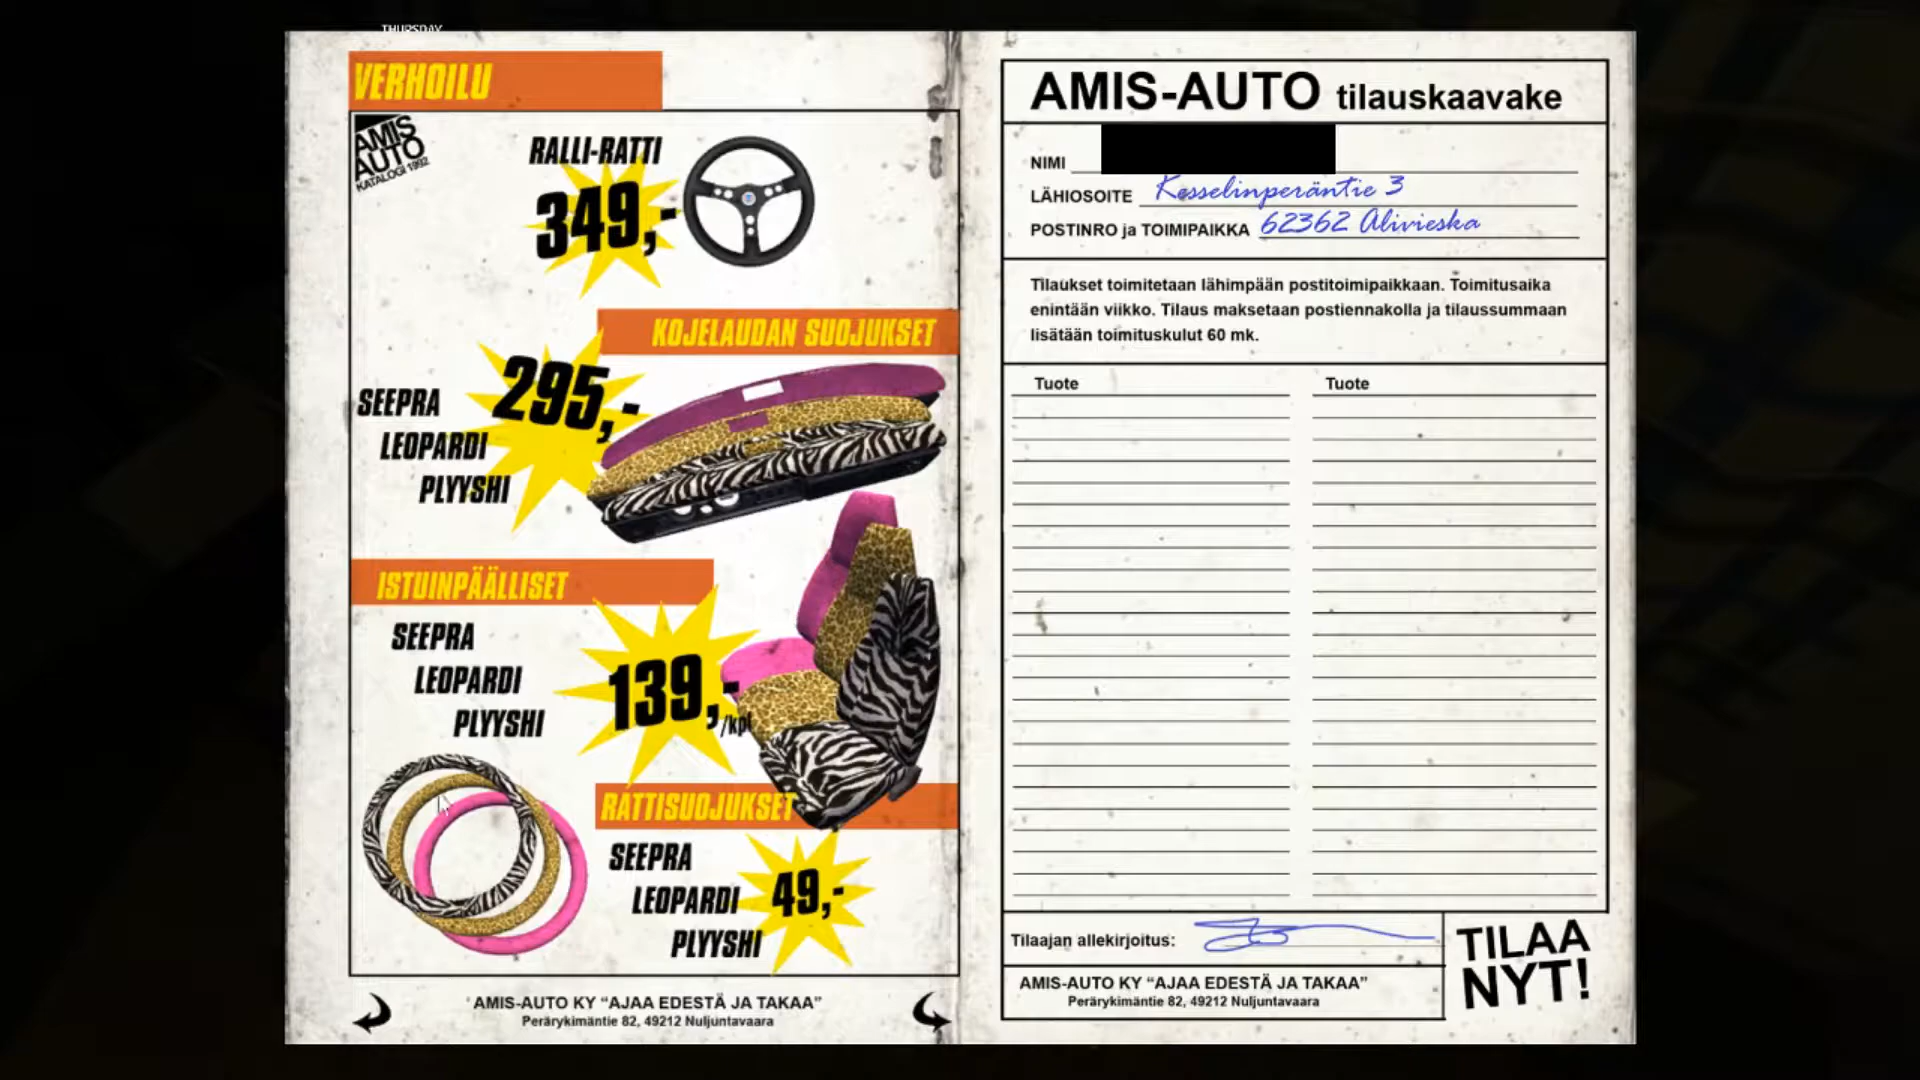 THURSDAY
VERHOILU
AMIS
AUTO
KATALOGI 1992
RALLI-RATTI
349,-
KOJELAUDAN SUOJUKSET
295,-
SEEPRA
LEOPARDI
PLYYSHI
ISTUINPÄÄLLISET
SEEPRA
LEOPARDI
PLYYSHI
139,-/kpl
RATTISUOJUKSET
SEEPRA
LEOPARDI
PLYYSHI
49,-
AMIS-AUTO KY “AJAA EDESTÄ JA TAKAA”
Perärykimäntie 82, 49212 Nuljuntavaara
AMIS-AUTO tilauskaavake
NIMI
LÄHIOSOITE Kesselinperäntie 3
POSTINRO ja TOIMIPAIKKA 62362 Alivieska
Tilaukset toimitetaan lähimpään postitoimipaikkaan. Toimitusaika
enintään viikko. Tilaus maksetaan postiennakolla ja tilaussummaan
lisätään toimituskulut 60 mk.
Tuote Tuote
Tilaajan allekirjoitus:
AMIS-AUTO KY “AJAA EDESTÄ JA TAKAA”
Perärykimäntie 82, 49212 Nuljuntavaara
TILAA
NYT!